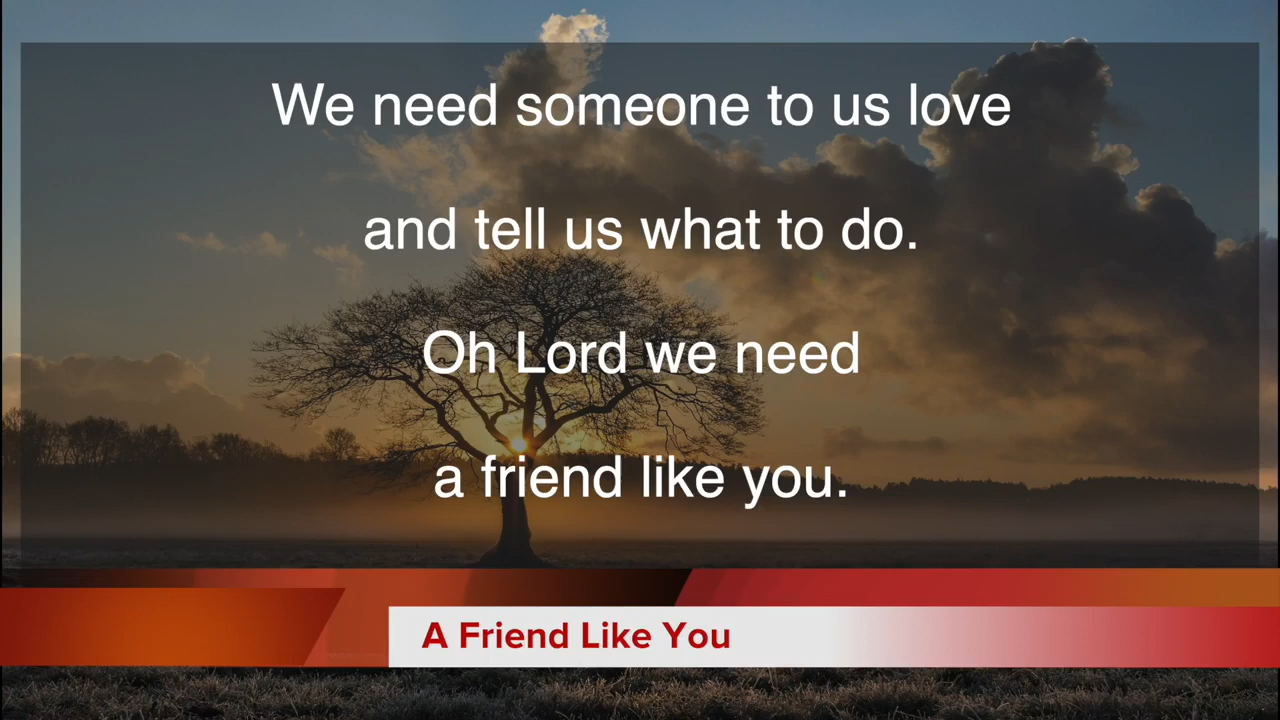 We need someone to us love
and tell us what to do.
Oh Lord we need
a friend like you.
A Friend Like You